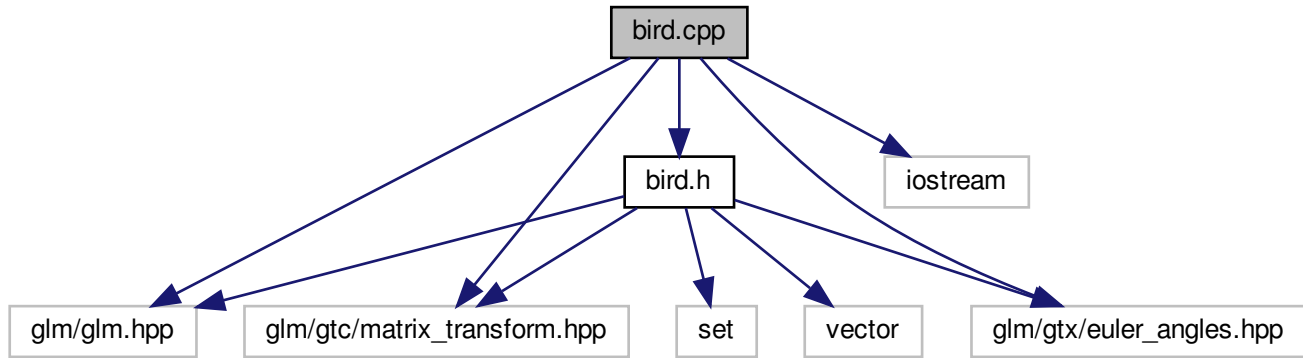 bird.cpp
bird.h
iostream
glm/glm.hpp
glm/gtc/matrix_transform.hpp
set
vector
glm/gtx/euler_angles.hpp